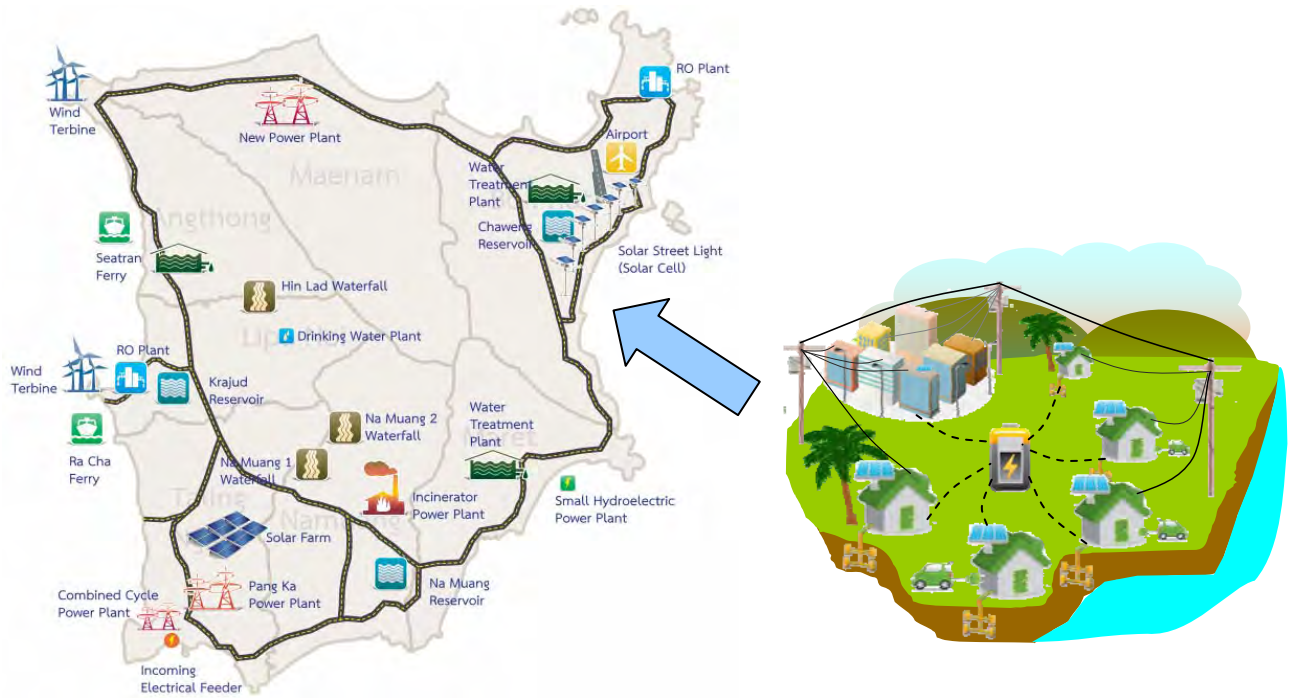 RO Plant
Wind
Terbine
New Power Plant
Airport
Maenam
Water
Treatment
Plant
Angthong
Chaweng
Reservoir
Solar Street Light
(Solar Cell)
Seatran
Ferry
Hin Lad Waterfall
Drinking Water Plant
RO Plant
Wind
Terbine
Krajud
Reservoir
Na Muang 2
Waterfall
Water
Treatment
Plant
Maret
Ra Cha
Ferry
Na Muang 1
Waterfall
Incinerator
Power Plant
Small Hydroelectric
Power Plant
Solar Farm
Combined Cycle
Power Plant
Pang Ka
Power Plant
Na Muang
Reservoir
Incoming
Electrical Feeder